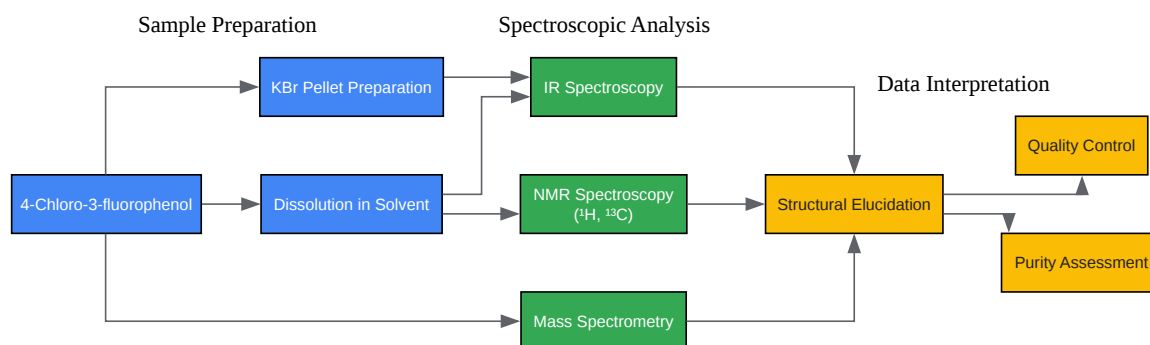 Sample Preparation
Spectroscopic Analysis
Data Interpretation
KBr Pellet Preparation
IR Spectroscopy
Quality Control
4-Chloro-3-fluorophenol
Dissolution in Solvent
NMR Spectroscopy
(¹H, ¹³C)
Structural Elucidation
Purity Assessment
Mass Spectrometry